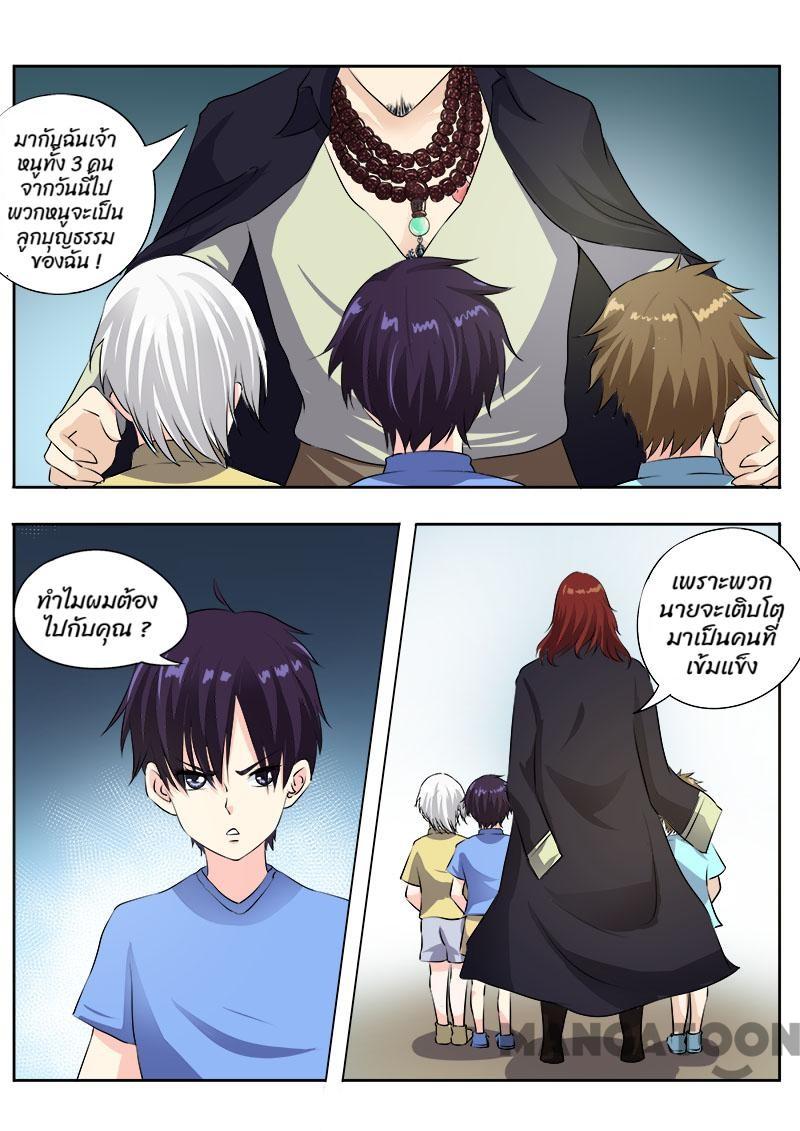 มากับฉันเจ้า
หนูทั้ง 3 คน
จากวันนี้ไป
พวกหนูจะเป็น
ลูกบุญธรรม
ของฉัน !
ทำไมผมต้อง
ไปกับคุณ ?
เพราะพวก
นายจะเติบโต
มาเป็นคนที่
เข้มแข็ง
MANGATOON